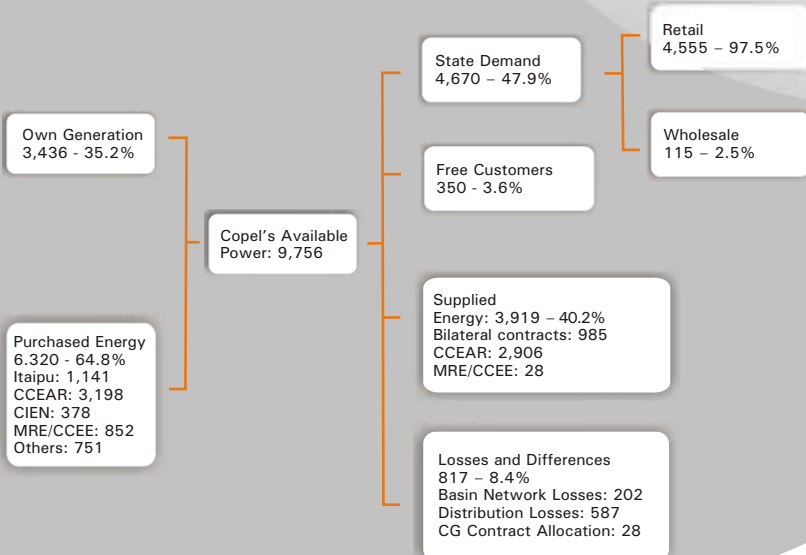 Own Generation
3,436 - 35.2%
Purchased Energy
6.320 - 64.8%
Itaipu: 1,141
CCEAR: 3,198
CIEN: 378
MRE/CCEE: 852
Others: 751
Copel's Available
Power: 9,756
State Demand
4,670 – 47.9%
Retail
4,555 – 97.5%
Wholesale
115 – 2.5%
Free Customers
350 - 3.6%
Supplied
Energy: 3,919 – 40.2%
Bilateral contracts: 985
CCEAR: 2,906
MRE/CCEE: 28
Losses and Differences
817 – 8.4%
Basin Network Losses: 202
Distribution Losses: 587
CG Contract Allocation: 28